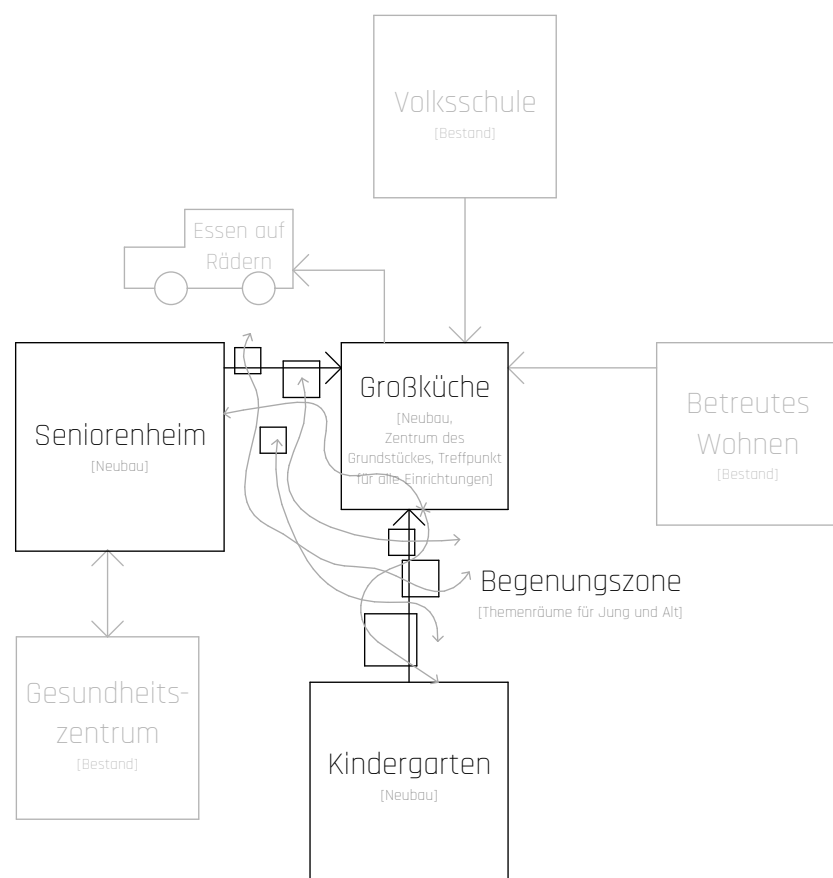 Volksschule
[Bestand]
Essen auf
Rädern
Großküche
[Neubau,
Zentrum des
Grundstückes, Treffpunkt
für alle Einrichtungen]
Betreutes
Wohnen
[Bestand]
Seniorenheim
[Neubau]
Begenungszone
[Themenräume für Jung und Alt]
Gesundheits-
zentrum
[Bestand]
Kindergarten
[Neubau]